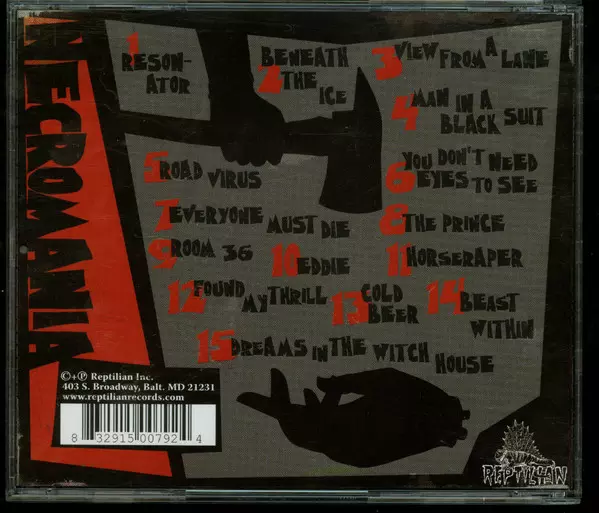 NECROMANIA
1 RESON-
ATOR
2 BENEATH
THE
ICE
3 VIEW FROM A LANE
4 MAN IN A
BLACK SUIT
5 ROAD VIRUS
6 YOU DON'T NEED
EYES TO SEE
7 EVERYONE MUST DIE
8 THE PRINCE
9 ROOM 36
10 EDDIE
11 HORSERAPER
12 FOUND
MY THRILL
13 COLD
BEER
14 BEAST
WITHIN
15 DREAMS IN THE WITCH
HOUSE
©+℗ Reptilian Inc.
403 S. Broadway, Balt. MD 21231
www.reptilianrecords.com
8 32915 00792 4
REPTILIAN